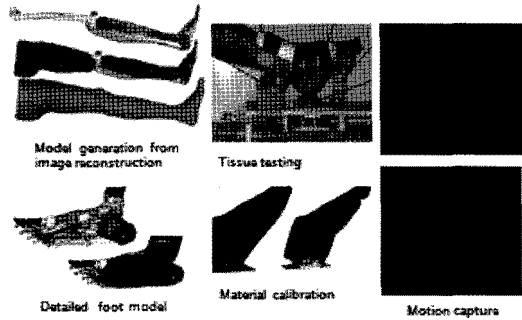 Model generation from
image reconstruction
Tissue testing
Detailed foot model
Material calibration
Motion capture